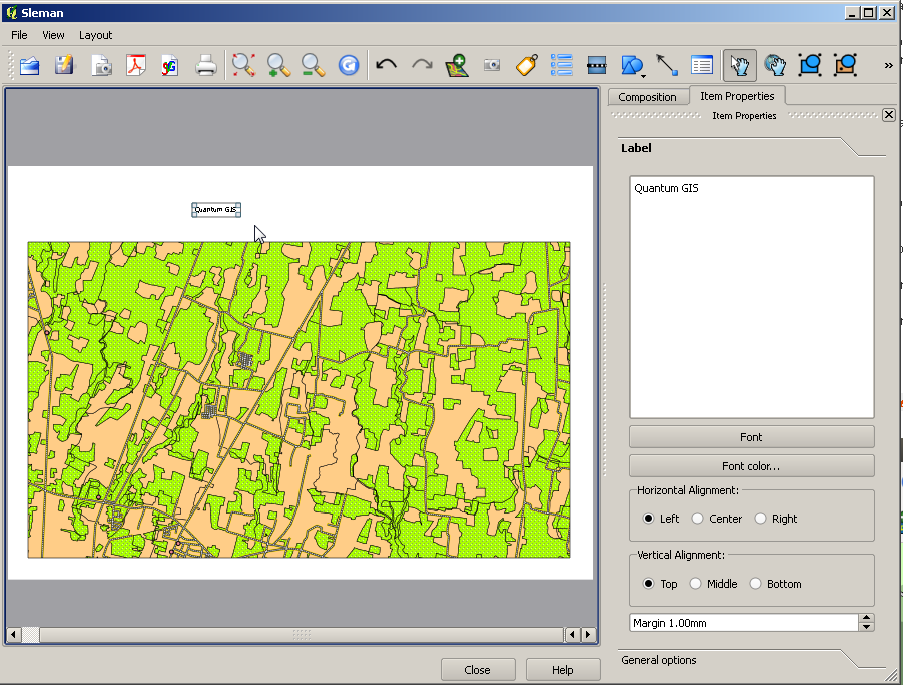 Sleman
File View Layout
»
Composition Item Properties
Item Properties
Label
Quantum GIS
Quantum GIS
Font
Font color...
Horizontal Alignment:
Left Center Right
Vertical Alignment:
Top Middle Bottom
Margin 1.00mm
General options
Close Help